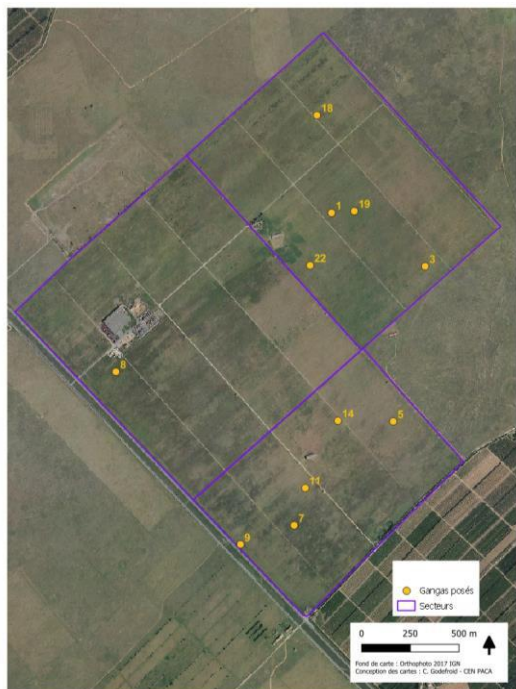 18
1
19
22
3
8
14
5
11
7
9
Gangas posés
Secteurs
0 250 500 m
Fond de carte : Orthophoto 2017 IGN
Conception des cartes : C. Godefroid - CEN PACA